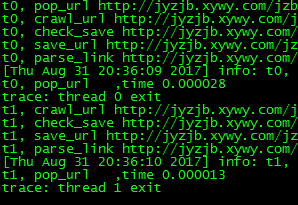 t0, pop_url http://jyzjb.xywy.com/jzb
t0, crawl_url http://jyzjb.xywy.com/j
t0, check_save http://jyzjb.xywy.com/
t0, save_url http://jyzjb.xywy.com/jz
t0, parse_link http://jyzjb.xywy.com/
[Thu Aug 31 20:36:09 2017] info: t0,
t0, pop_url   ,time 0.000028
trace: thread 0 exit
t1, crawl_url http://jyzjb.xywy.com/j
t1, check_save http://jyzjb.xywy.com/
t1, save_url http://jyzjb.xywy.com/jz
t1, parse_link http://jyzjb.xywy.com/
[Thu Aug 31 20:36:10 2017] info: t1,
t1, pop_url   ,time 0.000013
trace: thread 1 exit